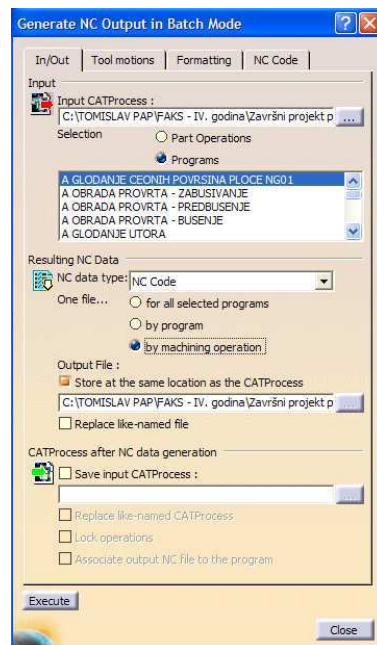 Generate NC Output in Batch Mode
In/Out Tool motions Formatting NC Code
Input
Input CATProcess :
C:\TOMISLAV PAP\FAKS - IV. godina\Završni projekt p ...
Selection Part Operations
Programs
A GLODANJE CEONIH POVRSINA PLOCE NG01
A OBRADA PROVRTA - ZABUSIVANJE
A OBRADA PROVRTA - PREDBUSENJE
A OBRADA PROVRTA - BUSENJE
A GLODANJE UTORA
Resulting NC Data
NC data type: NC Code
One file... for all selected programs
by program
by machining operation
Output File :
Store at the same location as the CATProcess
C:\TOMISLAV PAP\FAKS - IV. godina\Završni projekt p ...
Replace like-named file
CATProcess after NC data generation
Save input CATProcess :
...
Replace like-named CATProcess
Lock operations
Associate output NC file to the program
Execute
Close